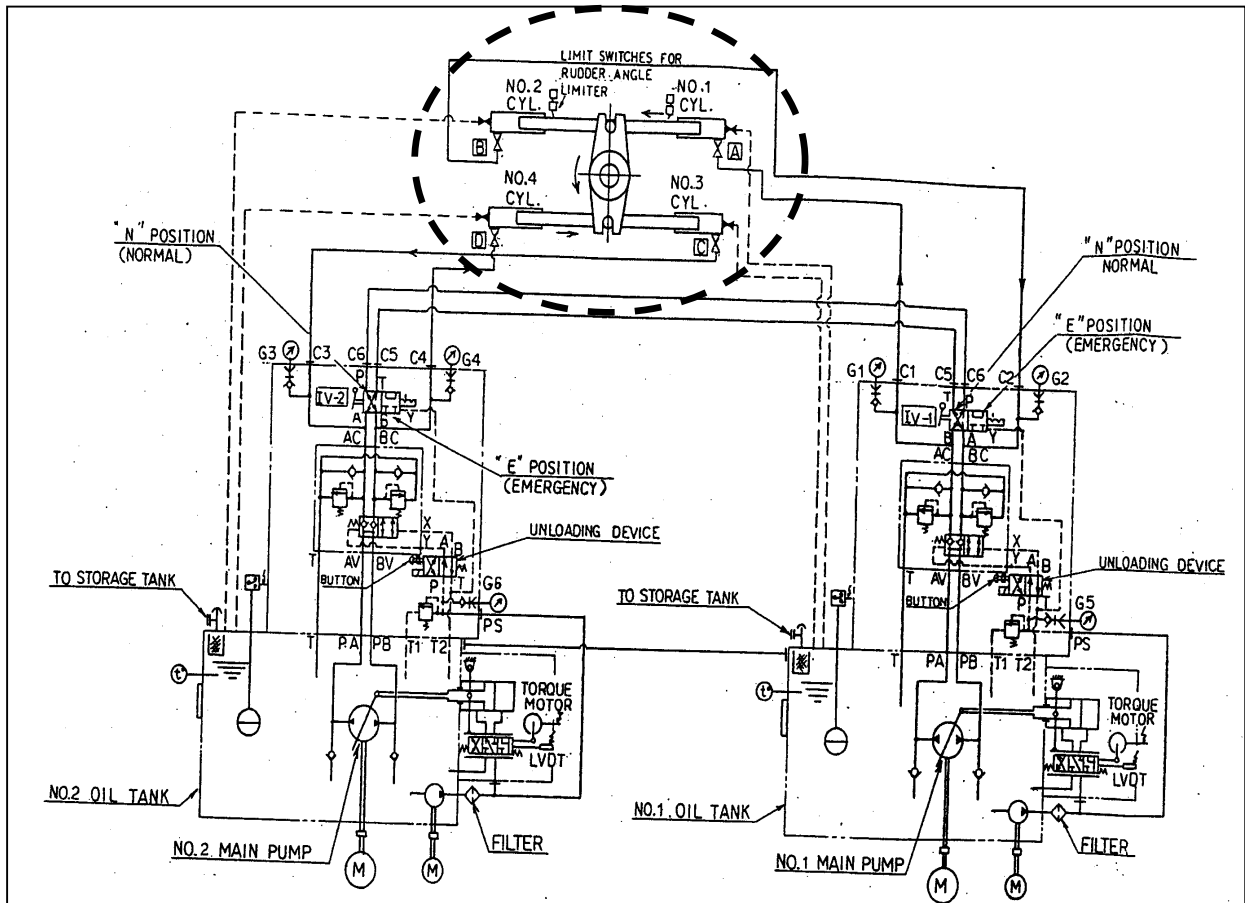 LIMIT SWITCHES FOR
RUDDER ANGLE
LIMITER
NO.2
CYL.
NO.1
CYL.
B
A
NO.4
CYL.
NO.3
CYL.
D
C
"N" POSITION
(NORMAL)
"N" POSITION
NORMAL
"E" POSITION
(EMERGENCY)
G3
C3
C6
C5
C4
G4
P
T
IV-2
A
B
Y
AC
BC
"E" POSITION
(EMERGENCY)
X
Y
A
B
UNLOADING DEVICE
T
AV
BV
BUTTON
P
T
G6
PS
TO STORAGE TANK
T
PA
PB
T1
T2
t°
TORQUE
MOTOR
LVDT
NO.2 OIL TANK
FILTER
NO.2 MAIN PUMP
M
M
G1
C1
C5
C6
C2
G2
T
P
IV-1
B
A
Y
AC
BC
X
Y
A
B
UNLOADING DEVICE
T
AV
BV
BUTTON
P
T
G5
PS
TO STORAGE TANK
T
PA
PB
T1
T2
t°
TORQUE
MOTOR
LVDT
NO.1 OIL TANK
FILTER
NO.1 MAIN PUMP
M
M